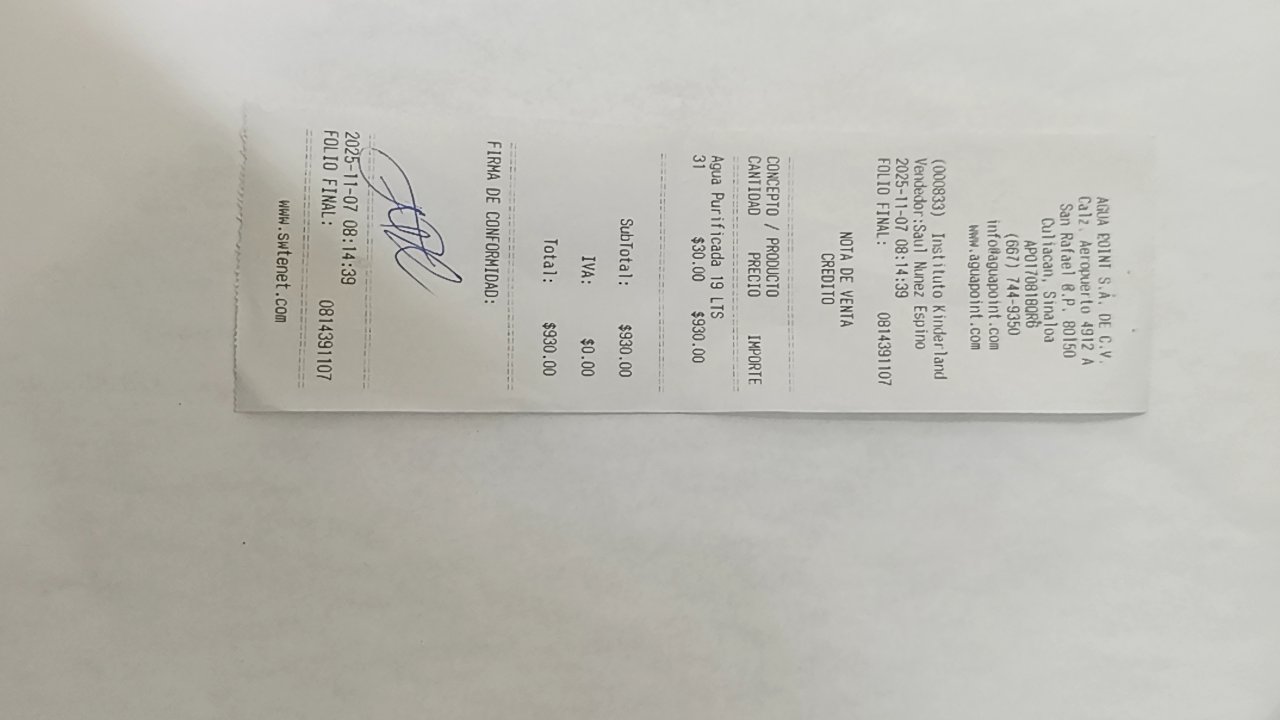 AGUA POINT S.A. DE C.V.
Calz. Aeropuerto 4912 A
San Rafael C.P. 80150
Culiacan, Sinaloa
APO170818QR6
(667) 744-9350
info@aguapoint.com
www.aguapoint.com
(000833) Instituto Kinderland
Vendedor:Saul Nunez Espino
2025-11-07 08:14:39
FOLIO FINAL: 0814391107
NOTA DE VENTA
CREDITO
CONCEPTO / PRODUCTO
CANTIDAD PRECIO IMPORTE
Agua Purificada 19 LTS
31 $30.00 $930.00
SubTotal: $930.00
IVA: $0.00
Total: $930.00
FIRMA DE CONFORMIDAD:
2025-11-07 08:14:39
FOLIO FINAL: 0814391107
www.swtenet.com